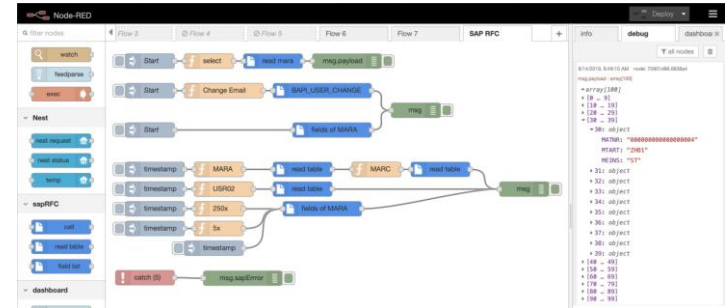 Node-RED
Deploy
filter nodes
Flow 3
Flow 5
Flow 5
Flow 6
Flow 7
SAP RFC
+
info
debug
dashboar
watch
feedparse
exec
Nest
nest request
nest status
temp
sapRFC
call
read table
field list
dashboard
Start
select
read mara
msg.payload
Start
Change Email
BAPI_USER_CHANGE
msg
Start
fields of MARA
timestamp
MARA
read table
MARC
read table
timestamp
USR02
read table
msg
timestamp
250x
fields of MARA
timestamp
5x
timestamp
catch (5)
msg.sapError
all nodes
msg.payload : array[100]
array[100]
[0 … 9]
[10 … 19]
[20 … 29]
[30 … 39]
30: object
MATNR: "000000000000000004"
MTART: "ZHB1"
MEINS: "ST"
31: object
32: object
33: object
34: object
35: object
36: object
37: object
38: object
39: object
[40 … 49]
[50 … 59]
[60 … 69]
[70 … 79]
[80 … 89]
[90 … 99]